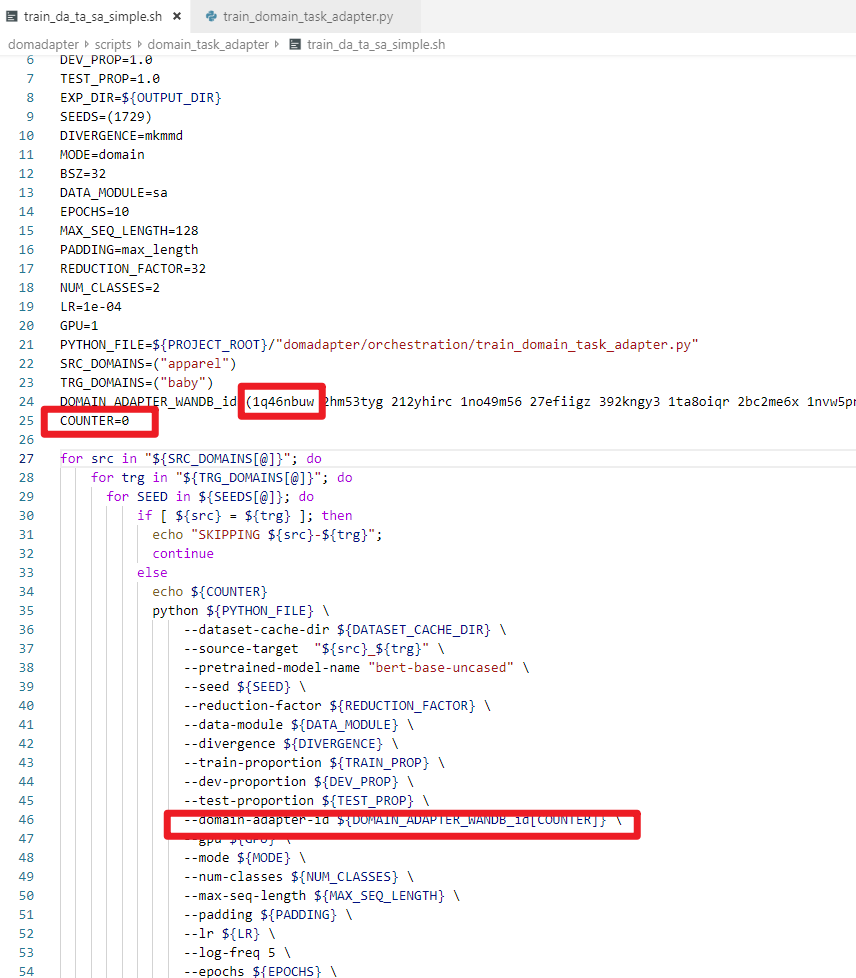 train_da_ta_sa_simple.sh × train_domain_task_adapter.py
domadapter scripts domain_task_adapter train_da_ta_sa_simple.sh
6 DEV_PROP=1.0
7 TEST_PROP=1.0
8 EXP_DIR=${OUTPUT_DIR}
9 SEEDS=(1729)
10 DIVERGENCE=mkmmd
11 MODE=domain
12 BSZ=32
13 DATA_MODULE=sa
14 EPOCHS=10
15 MAX_SEQ_LENGTH=128
16 PADDING=max_length
17 REDUCTION_FACTOR=32
18 NUM_CLASSES=2
19 LR=1e-04
20 GPU=1
21 PYTHON_FILE=${PROJECT_ROOT}/"domadapter/orchestration/train_domain_task_adapter.py"
22 SRC_DOMAINS=("apparel")
23 TRG_DOMAINS=("baby")
24 DOMAIN_ADAPTER_WANDB_id (1q46nbuw 2hm53tyg 212yhirc 1no49m56 27efiigz 392kngy3 1ta8oiqr 2bc2me6x 1nvw5pr
25 COUNTER=0
26
27 for src in "${SRC_DOMAINS[@]}"; do
28 for trg in "${TRG_DOMAINS[@]}"; do
29 for SEED in ${SEEDS[@]}; do
30 if [ ${src} = ${trg} ]; then
31 echo "SKIPPING ${src}-${trg}";
32 continue
33 else
34 echo ${COUNTER}
35 python ${PYTHON_FILE} \
36 --dataset-cache-dir ${DATASET_CACHE_DIR} \
37 --source-target "${src}_${trg}" \
38 --pretrained-model-name "bert-base-uncased" \
39 --seed ${SEED} \
40 --reduction-factor ${REDUCTION_FACTOR} \
41 --data-module ${DATA_MODULE} \
42 --divergence ${DIVERGENCE} \
43 --train-proportion ${TRAIN_PROP} \
44 --dev-proportion ${DEV_PROP} \
45 --test-proportion ${TEST_PROP} \
46 --domain-adapter-id ${DOMAIN_ADAPTER_WANDB_id[COUNTER]} \
47 --gpu ${GPU} \
48 --mode ${MODE} \
49 --num-classes ${NUM_CLASSES} \
50 --max-seq-length ${MAX_SEQ_LENGTH} \
51 --padding ${PADDING} \
52 --lr ${LR} \
53 --log-freq 5 \
54 --epochs ${EPOCHS} \